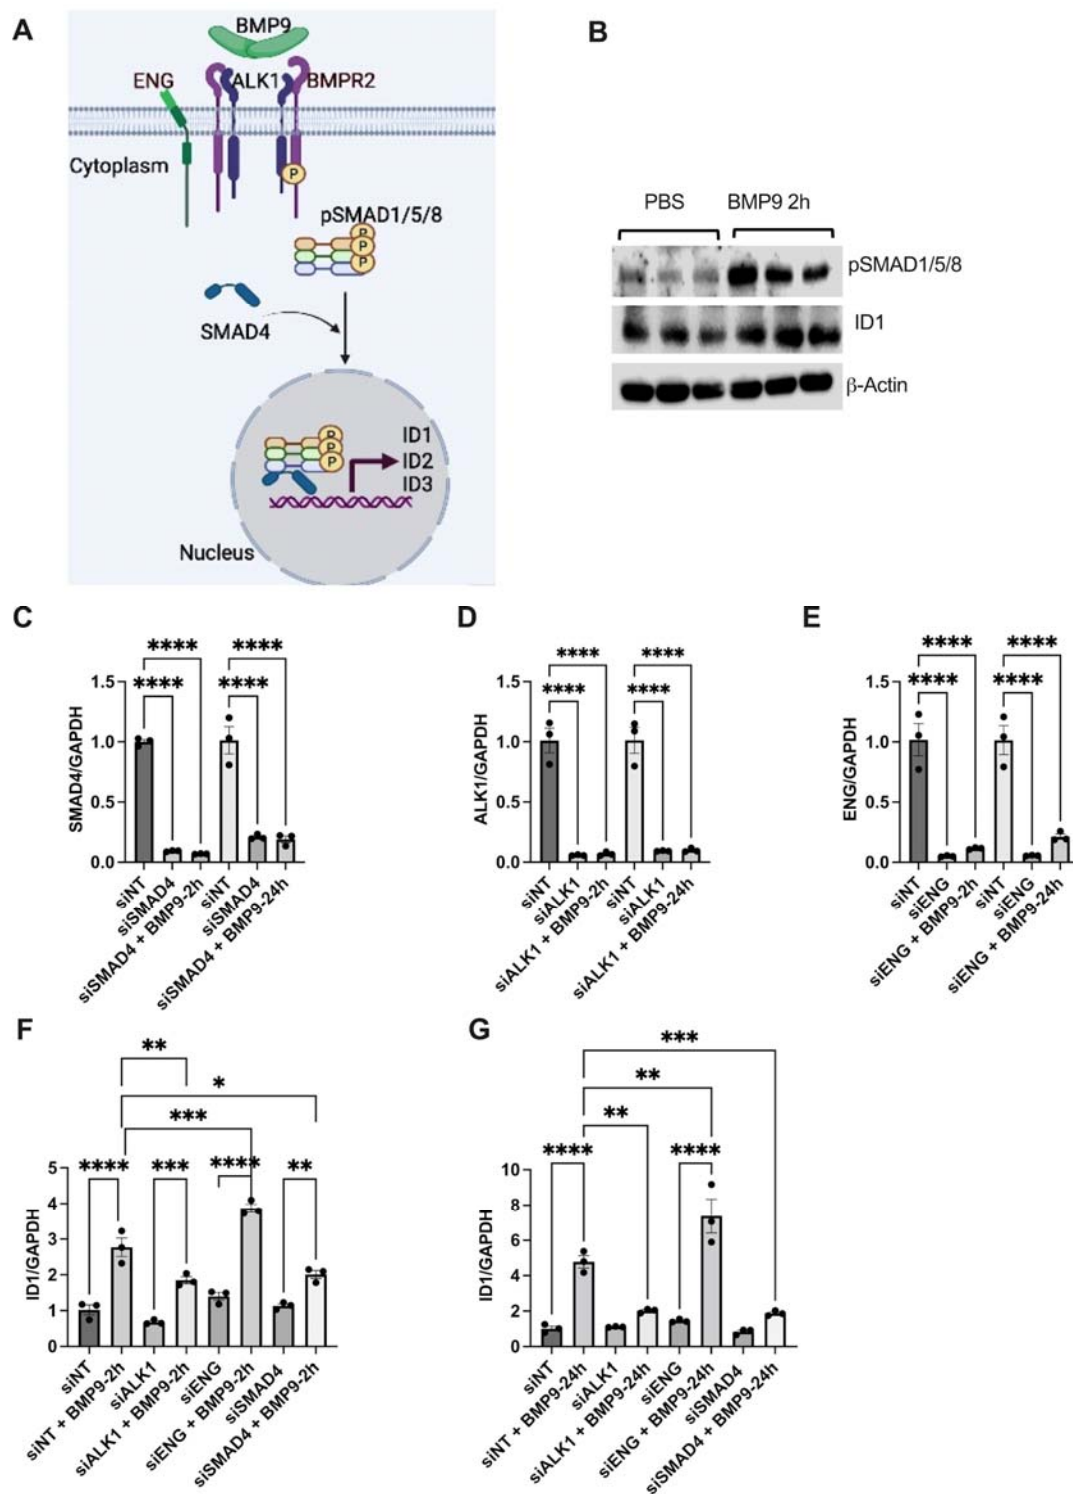 A
BMP9
ENG
ALK1
BMPR2
Cytoplasm
P
pSMAD1/5/8
P
P
P
SMAD4
P
P
P
ID1
ID2
ID3
Nucleus
B
PBS
BMP9 2h
pSMAD1/5/8
ID1
β-Actin
C
**** ****
**** ****
SMAD4/GAPDH
1.5
1.0
0.5
0.0
siNT
siSMAD4
siSMAD4 + BMP9-2h
siNT
siSMAD4
siSMAD4 + BMP9-24h
D
**** ****
**** ****
ALK1/GAPDH
1.5
1.0
0.5
0.0
siNT
siALK1
siALK1 + BMP9-2h
siNT
siALK1
siALK1 + BMP9-24h
E
**** ****
**** ****
ENG/GAPDH
1.5
1.0
0.5
0.0
siNT
siENG
siENG + BMP9-2h
siNT
siENG
siENG + BMP9-24h
F
**
*
***
**** *** **** **
ID1/GAPDH
5
4
3
2
1
0
siNT
siNT + BMP9-2h
siALK1
siALK1 + BMP9-2h
siENG
siENG + BMP9-2h
siSMAD4
siSMAD4 + BMP9-2h
G
***
**
**
**** ****
ID1/GAPDH
10
8
6
4
2
0
siNT
siNT + BMP9-24h
siALK1
siALK1 + BMP9-24h
siENG
siENG + BMP9-24h
siSMAD4
siSMAD4 + BMP9-24h